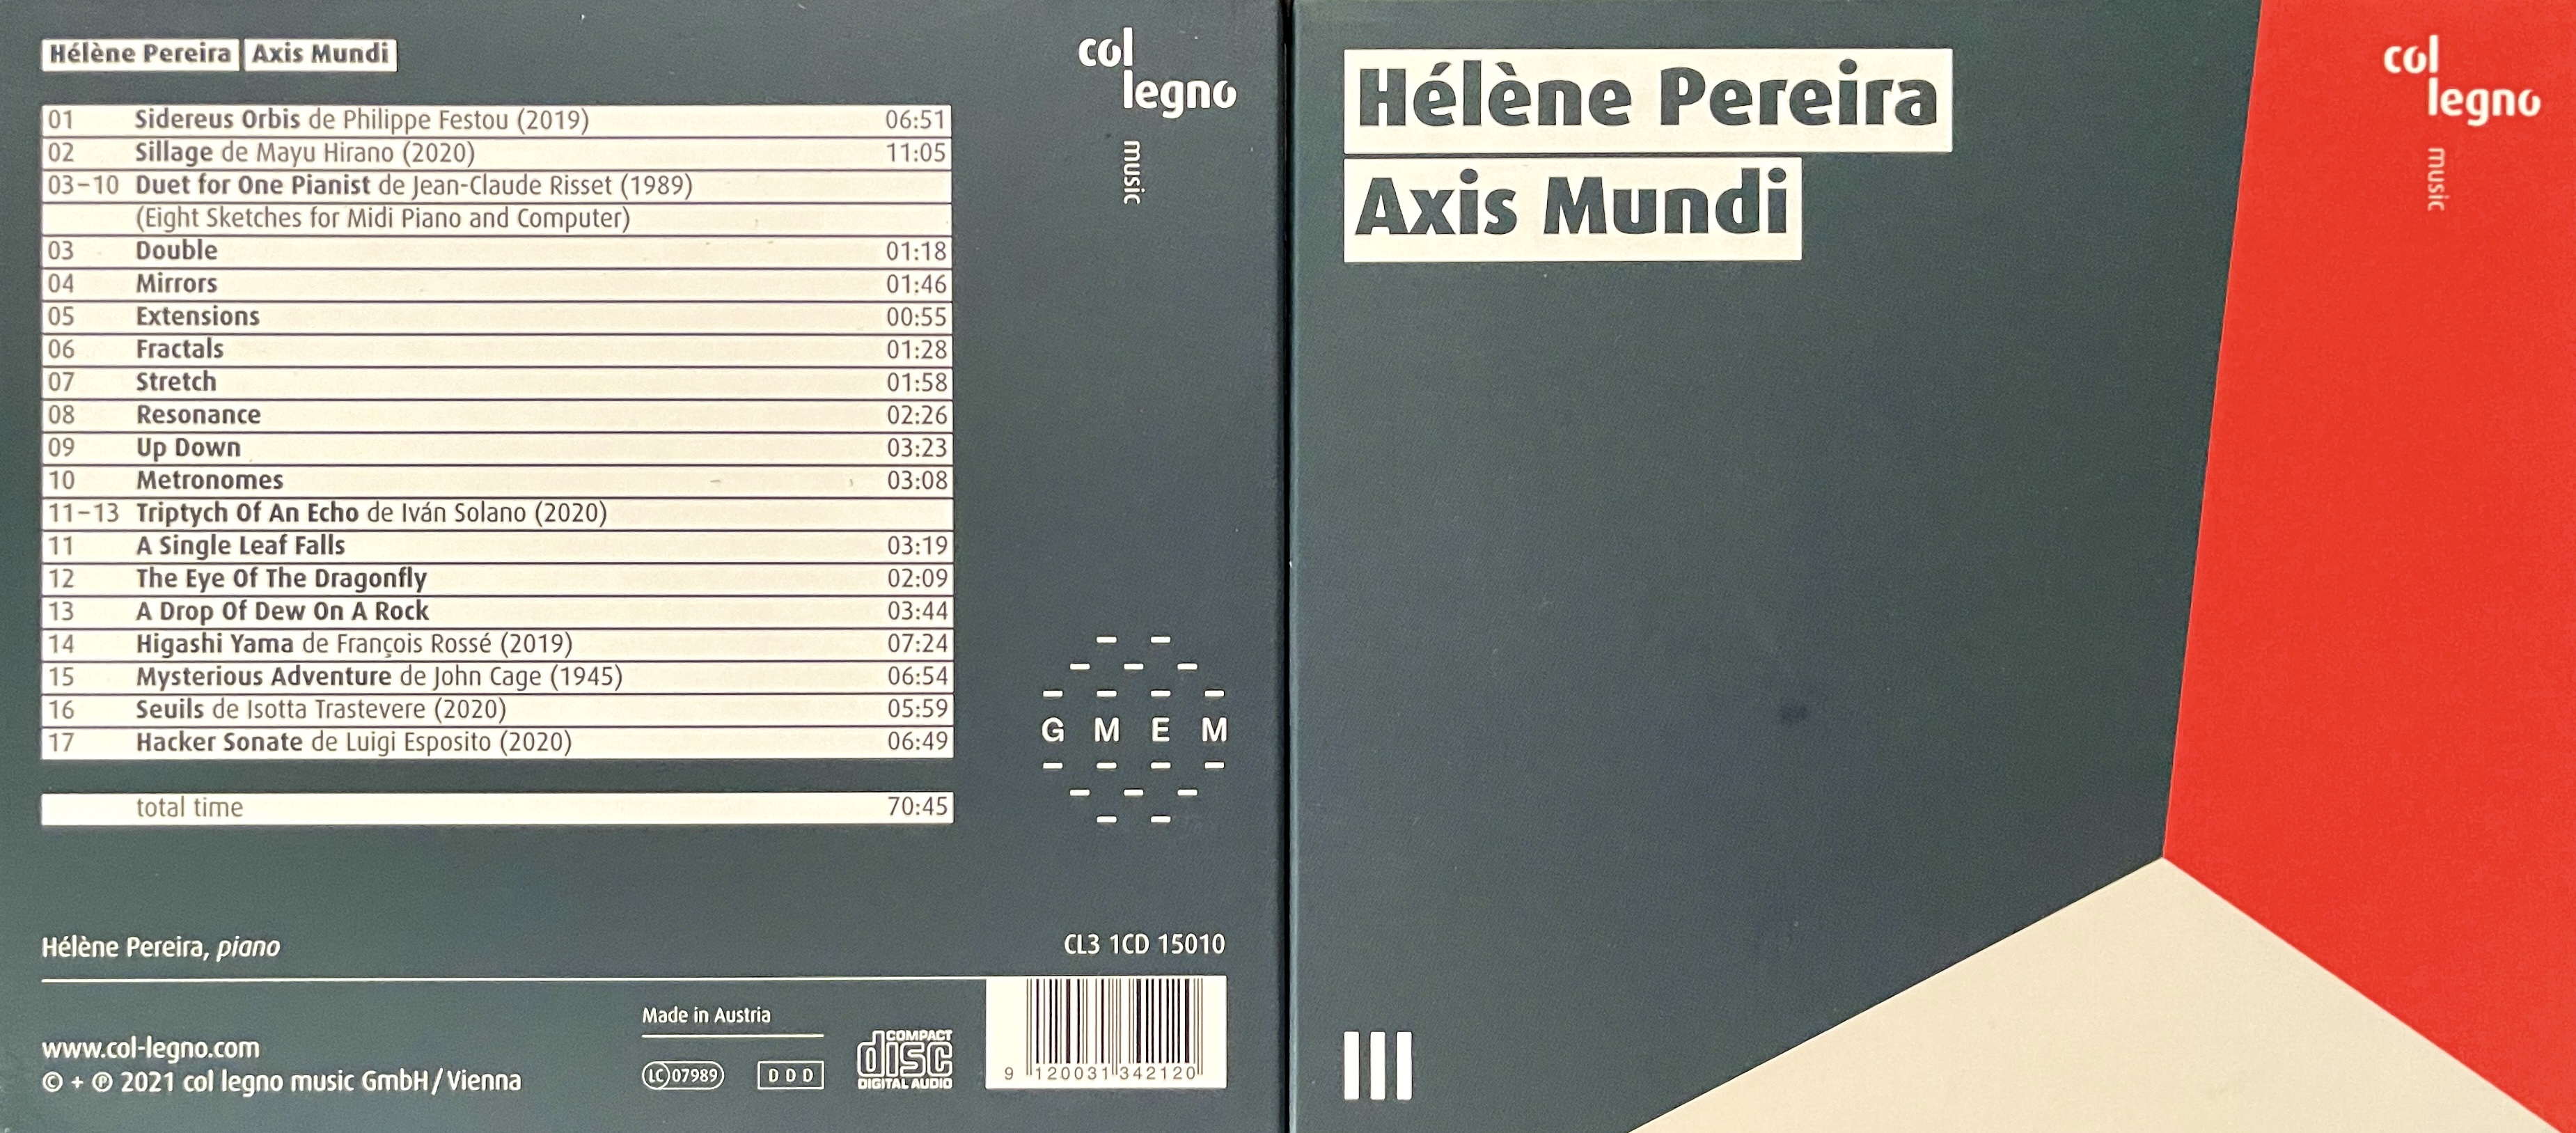 Hélène Pereira Axis Mundi
01 Sidereus Orbis de Philippe Festou (2019) 06:51
02 Sillage de Mayu Hirano (2020) 11:05
03–10 Duet for One Pianist de Jean-Claude Risset (1989)
(Eight Sketches for Midi Piano and Computer)
03 Double 01:18
04 Mirrors 01:46
05 Extensions 00:55
06 Fractals 01:28
07 Stretch 01:58
08 Resonance 02:26
09 Up Down 03:23
10 Metronomes 03:08
11–13 Triptych Of An Echo de Iván Solano (2020)
11 A Single Leaf Falls 03:19
12 The Eye Of The Dragonfly 02:09
13 A Drop Of Dew On A Rock 03:44
14 Higashi Yama de François Rossé (2019) 07:24
15 Mysterious Adventure de John Cage (1945) 06:54
16 Seuils de Isotta Trastevere (2020) 05:59
17 Hacker Sonate de Luigi Esposito (2020) 06:49
total time 70:45
col
legno
music
G M E M
Hélène Pereira, piano
CL3 1CD 15010
www.col-legno.com
© + ℗ 2021 col legno music GmbH/Vienna
Made in Austria
LC 07989
D D D
COMPACT
disc
DIGITAL AUDIO
9 120031 342120
Hélène Pereira
Axis Mundi
col
legno
music
III